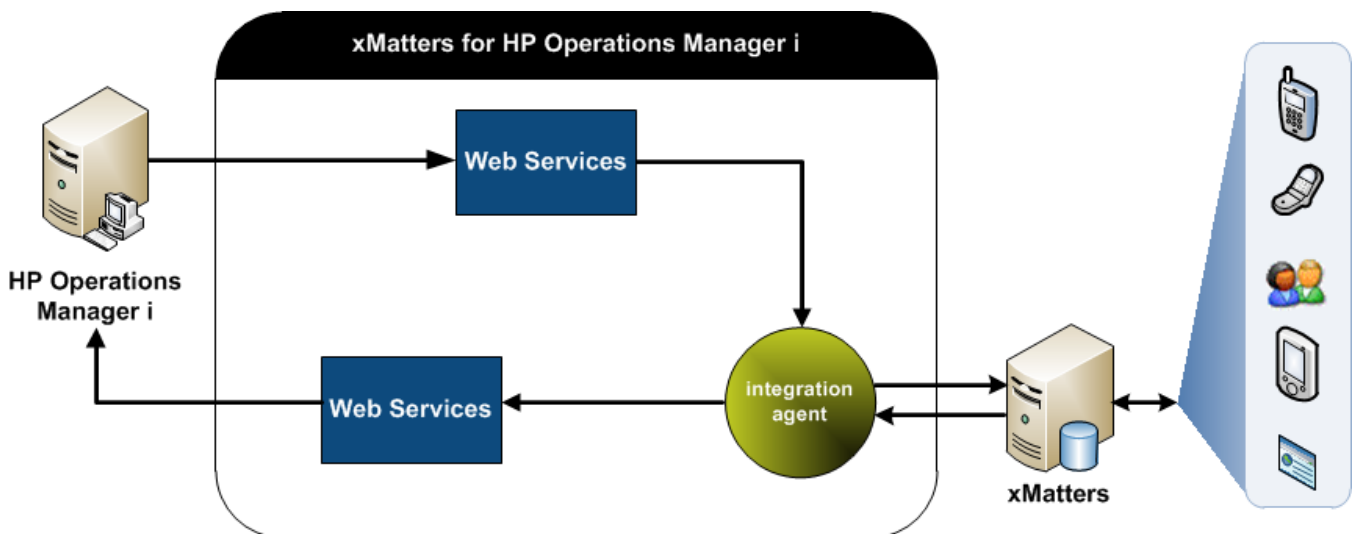 xMatters for HP Operations Manager i
Web Services
HP Operations
Manager i
Web Services
integration
agent
xMatters